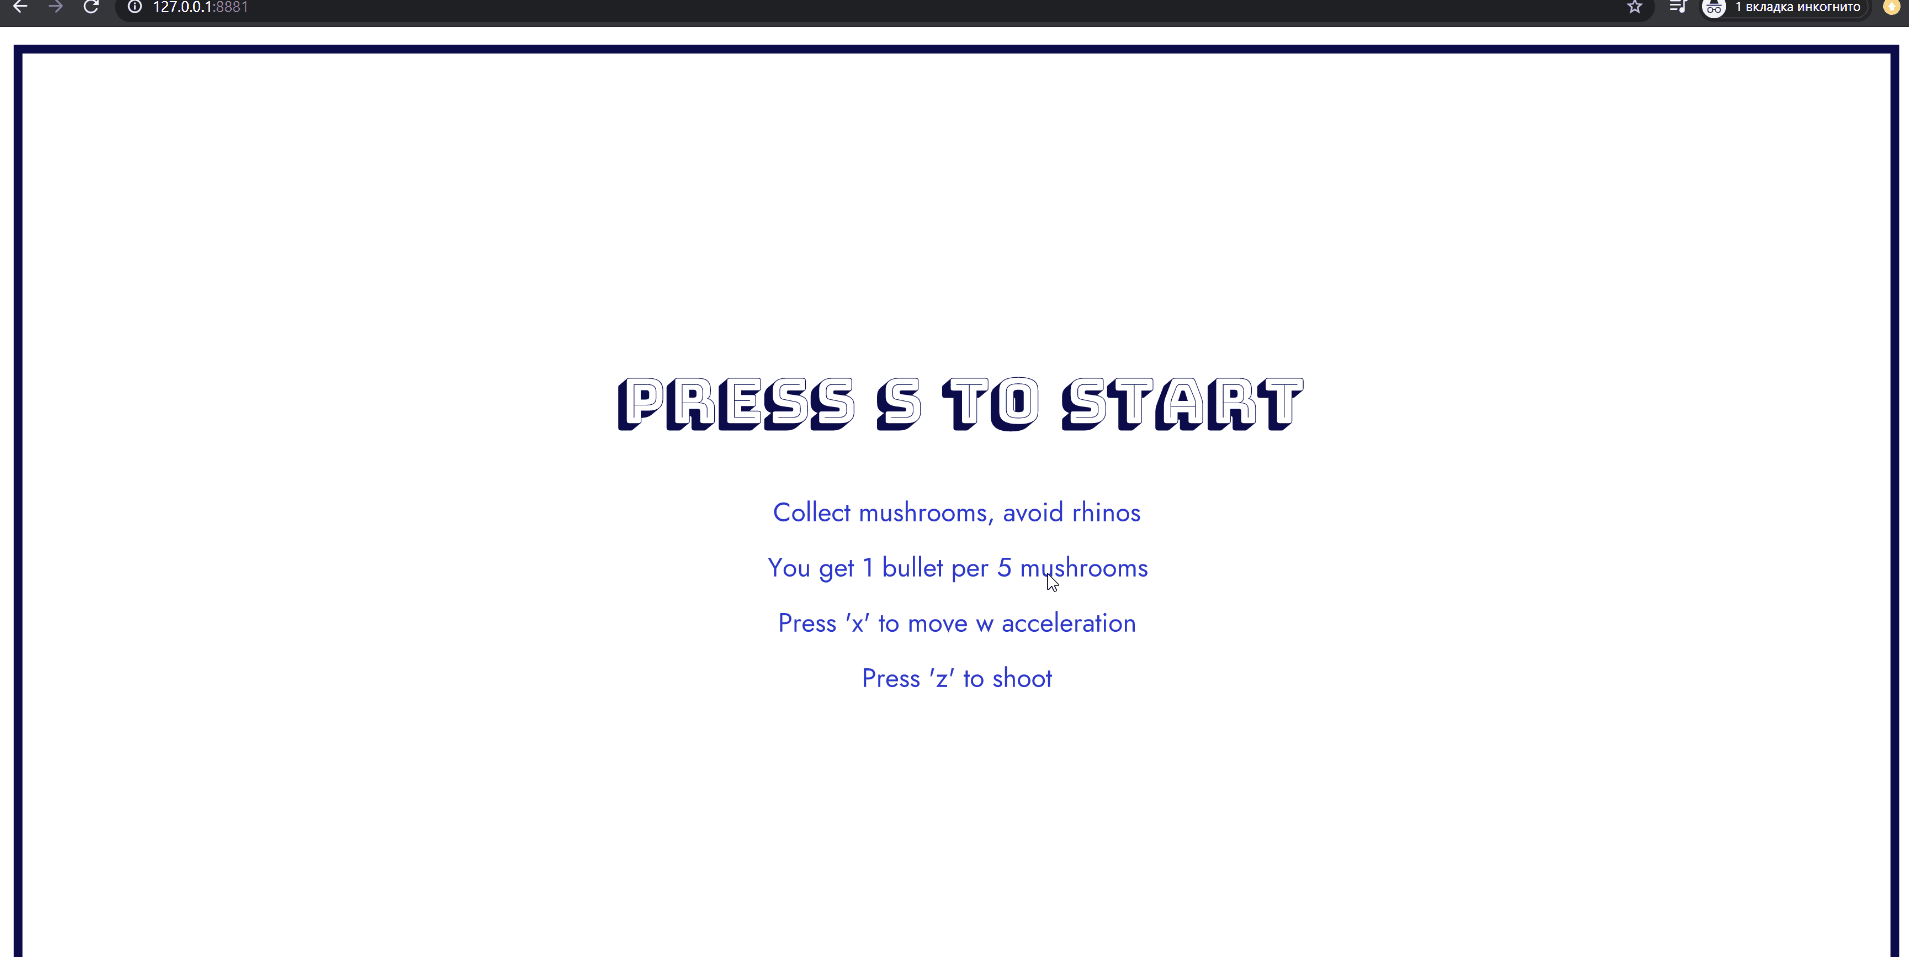 127.0.0.1:8881
1 вкладка инкогнито
PRESS S TO START
Collect mushrooms, avoid rhinos
You get 1 bullet per 5 mushrooms
Press 'x' to move w acceleration
Press 'z' to shoot